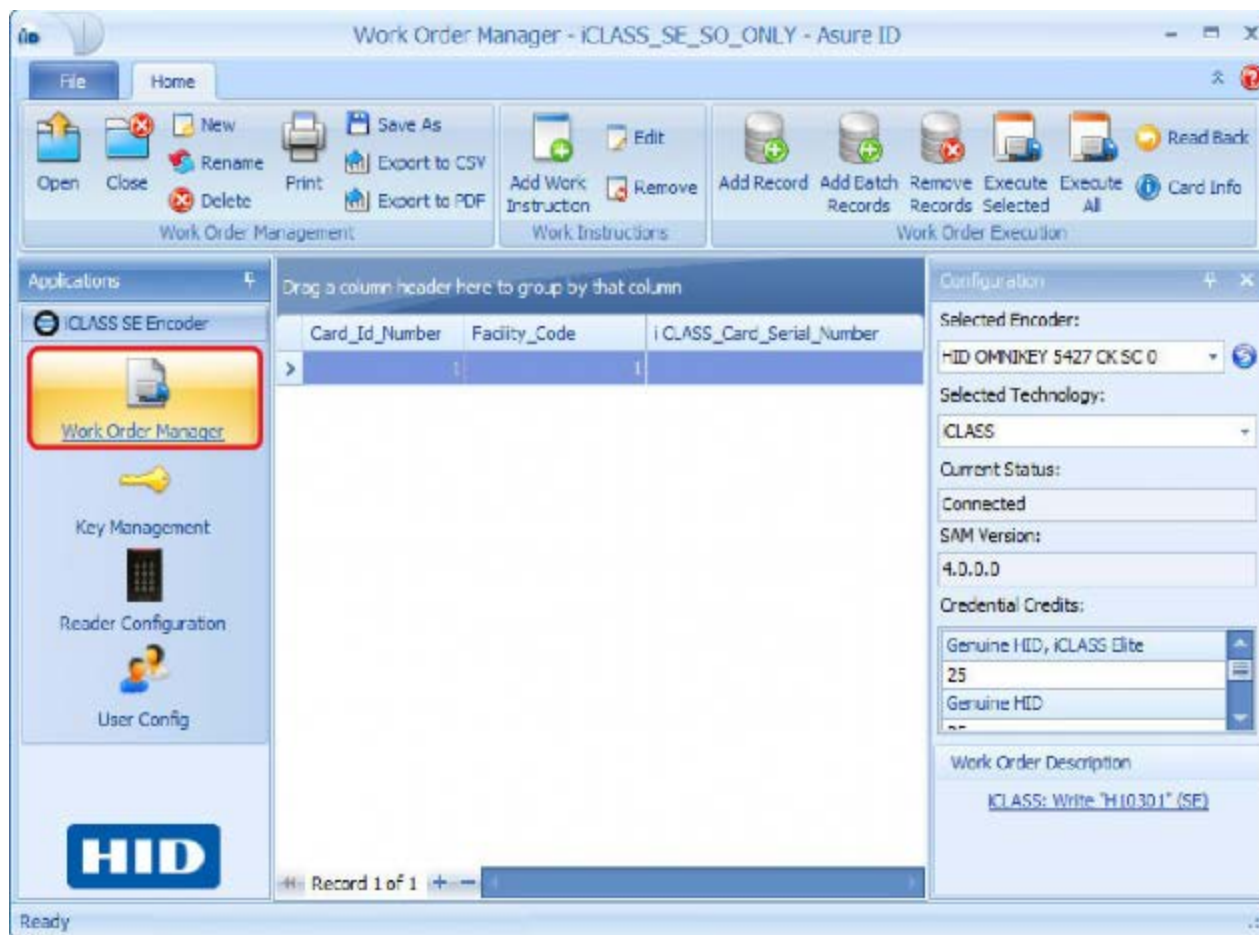 Work Order Manager - iCLASS_SE_SO_ONLY - Asure ID
File Home
New
Rename
Delete
Open Close
Print
Save As
Export to CSV
Export to PDF
Work Order Management
Add Work
Instruction
Edit
Remove
Work Instructions
Add Record
Add Batch
Records
Remove
Records
Execute
Selected
Execute
All
Read Back
Card Info
Work Order Execution
Applications
iCLASS SE Encoder
Work Order Manager
Key Management
Reader Configuration
User Config
HID
Drag a column header here to group by that column
Card_Id_Number Facility_Code iCLASS_Card_Serial_Number
1 1
Record 1 of 1
Configuration
Selected Encoder:
HID OMNIKEY 5427 CK SC 0
Selected Technology:
iCLASS
Current Status:
Connected
SAM Version:
4.0.0.0
Credential Credits:
Genuine HID, iCLASS Elite
25
Genuine HID
Work Order Description
iCLASS: Write "H10301" (SE)
Ready